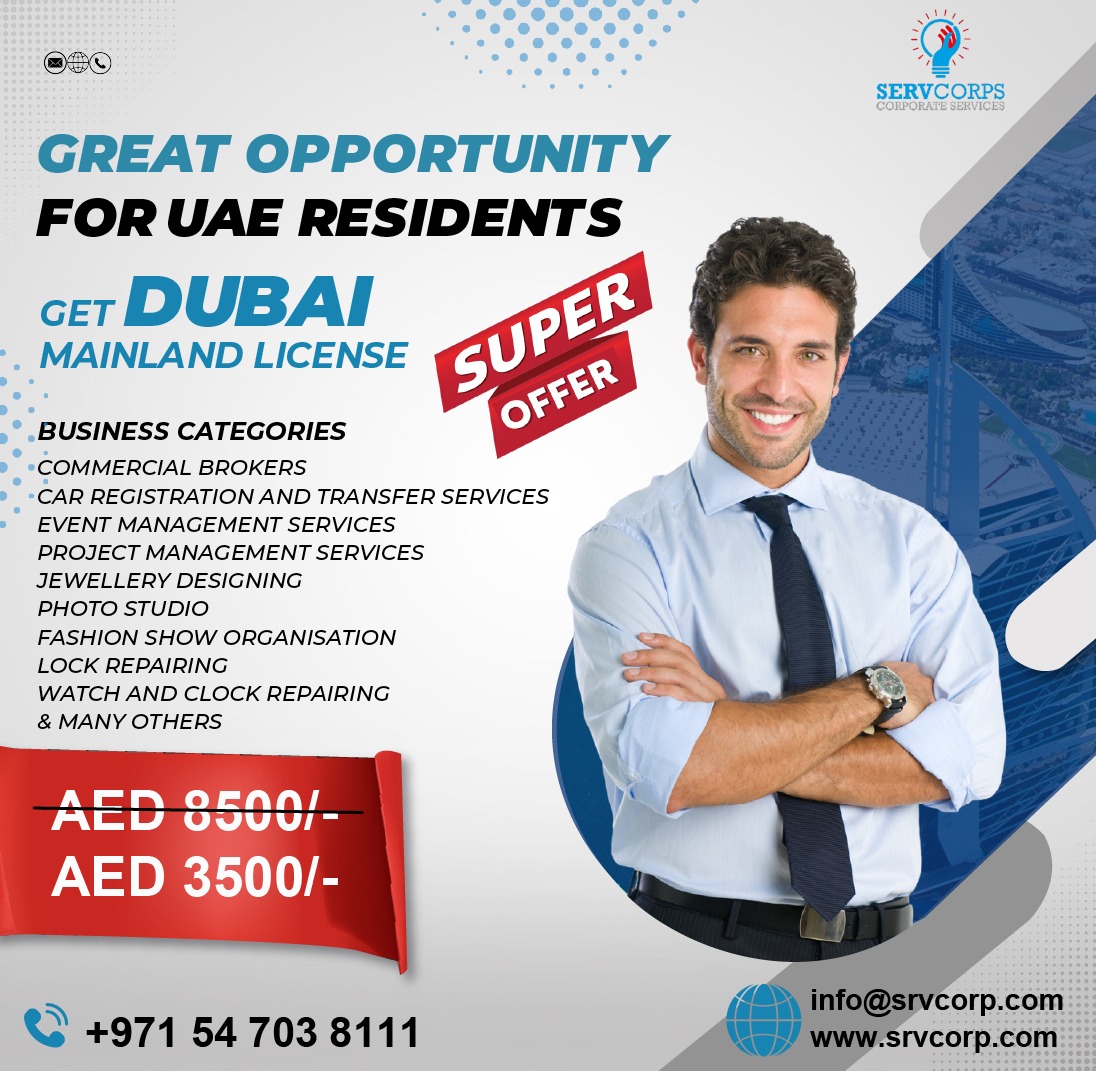 SERVCORPS
CORPORATE SERVICES
GREAT OPPORTUNITY
FOR UAE RESIDENTS
GET DUBAI
MAINLAND LICENSE
SUPER
OFFER
BUSINESS CATEGORIES
COMMERCIAL BROKERS
CAR REGISTRATION AND TRANSFER SERVICES
EVENT MANAGEMENT SERVICES
PROJECT MANAGEMENT SERVICES
JEWELLERY DESIGNING
PHOTO STUDIO
FASHION SHOW ORGANISATION
LOCK REPAIRING
WATCH AND CLOCK REPAIRING
& MANY OTHERS
AED 8500/-
AED 3500/-
+971 54 703 8111
info@srvcorp.com
www.srvcorp.com